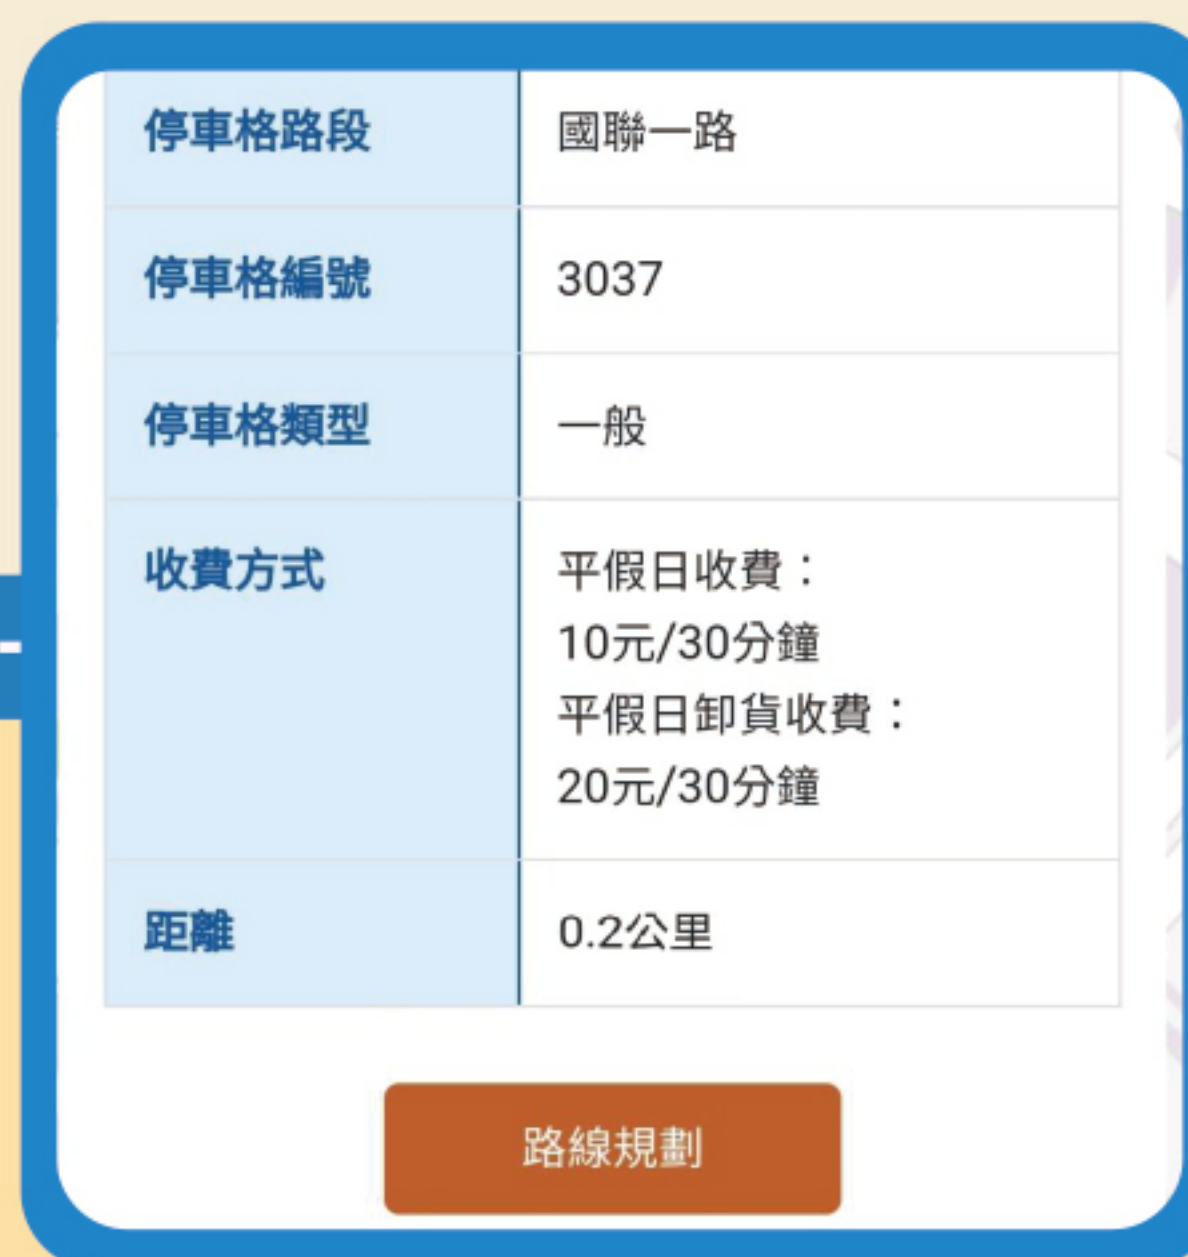 停車格路段 國聯一路
停車格編號 3037
停車格類型 一般
收費方式 平假日收費：
10元/30分鐘
平假日卸貨收費：
20元/30分鐘
距離 0.2公里
路線規劃